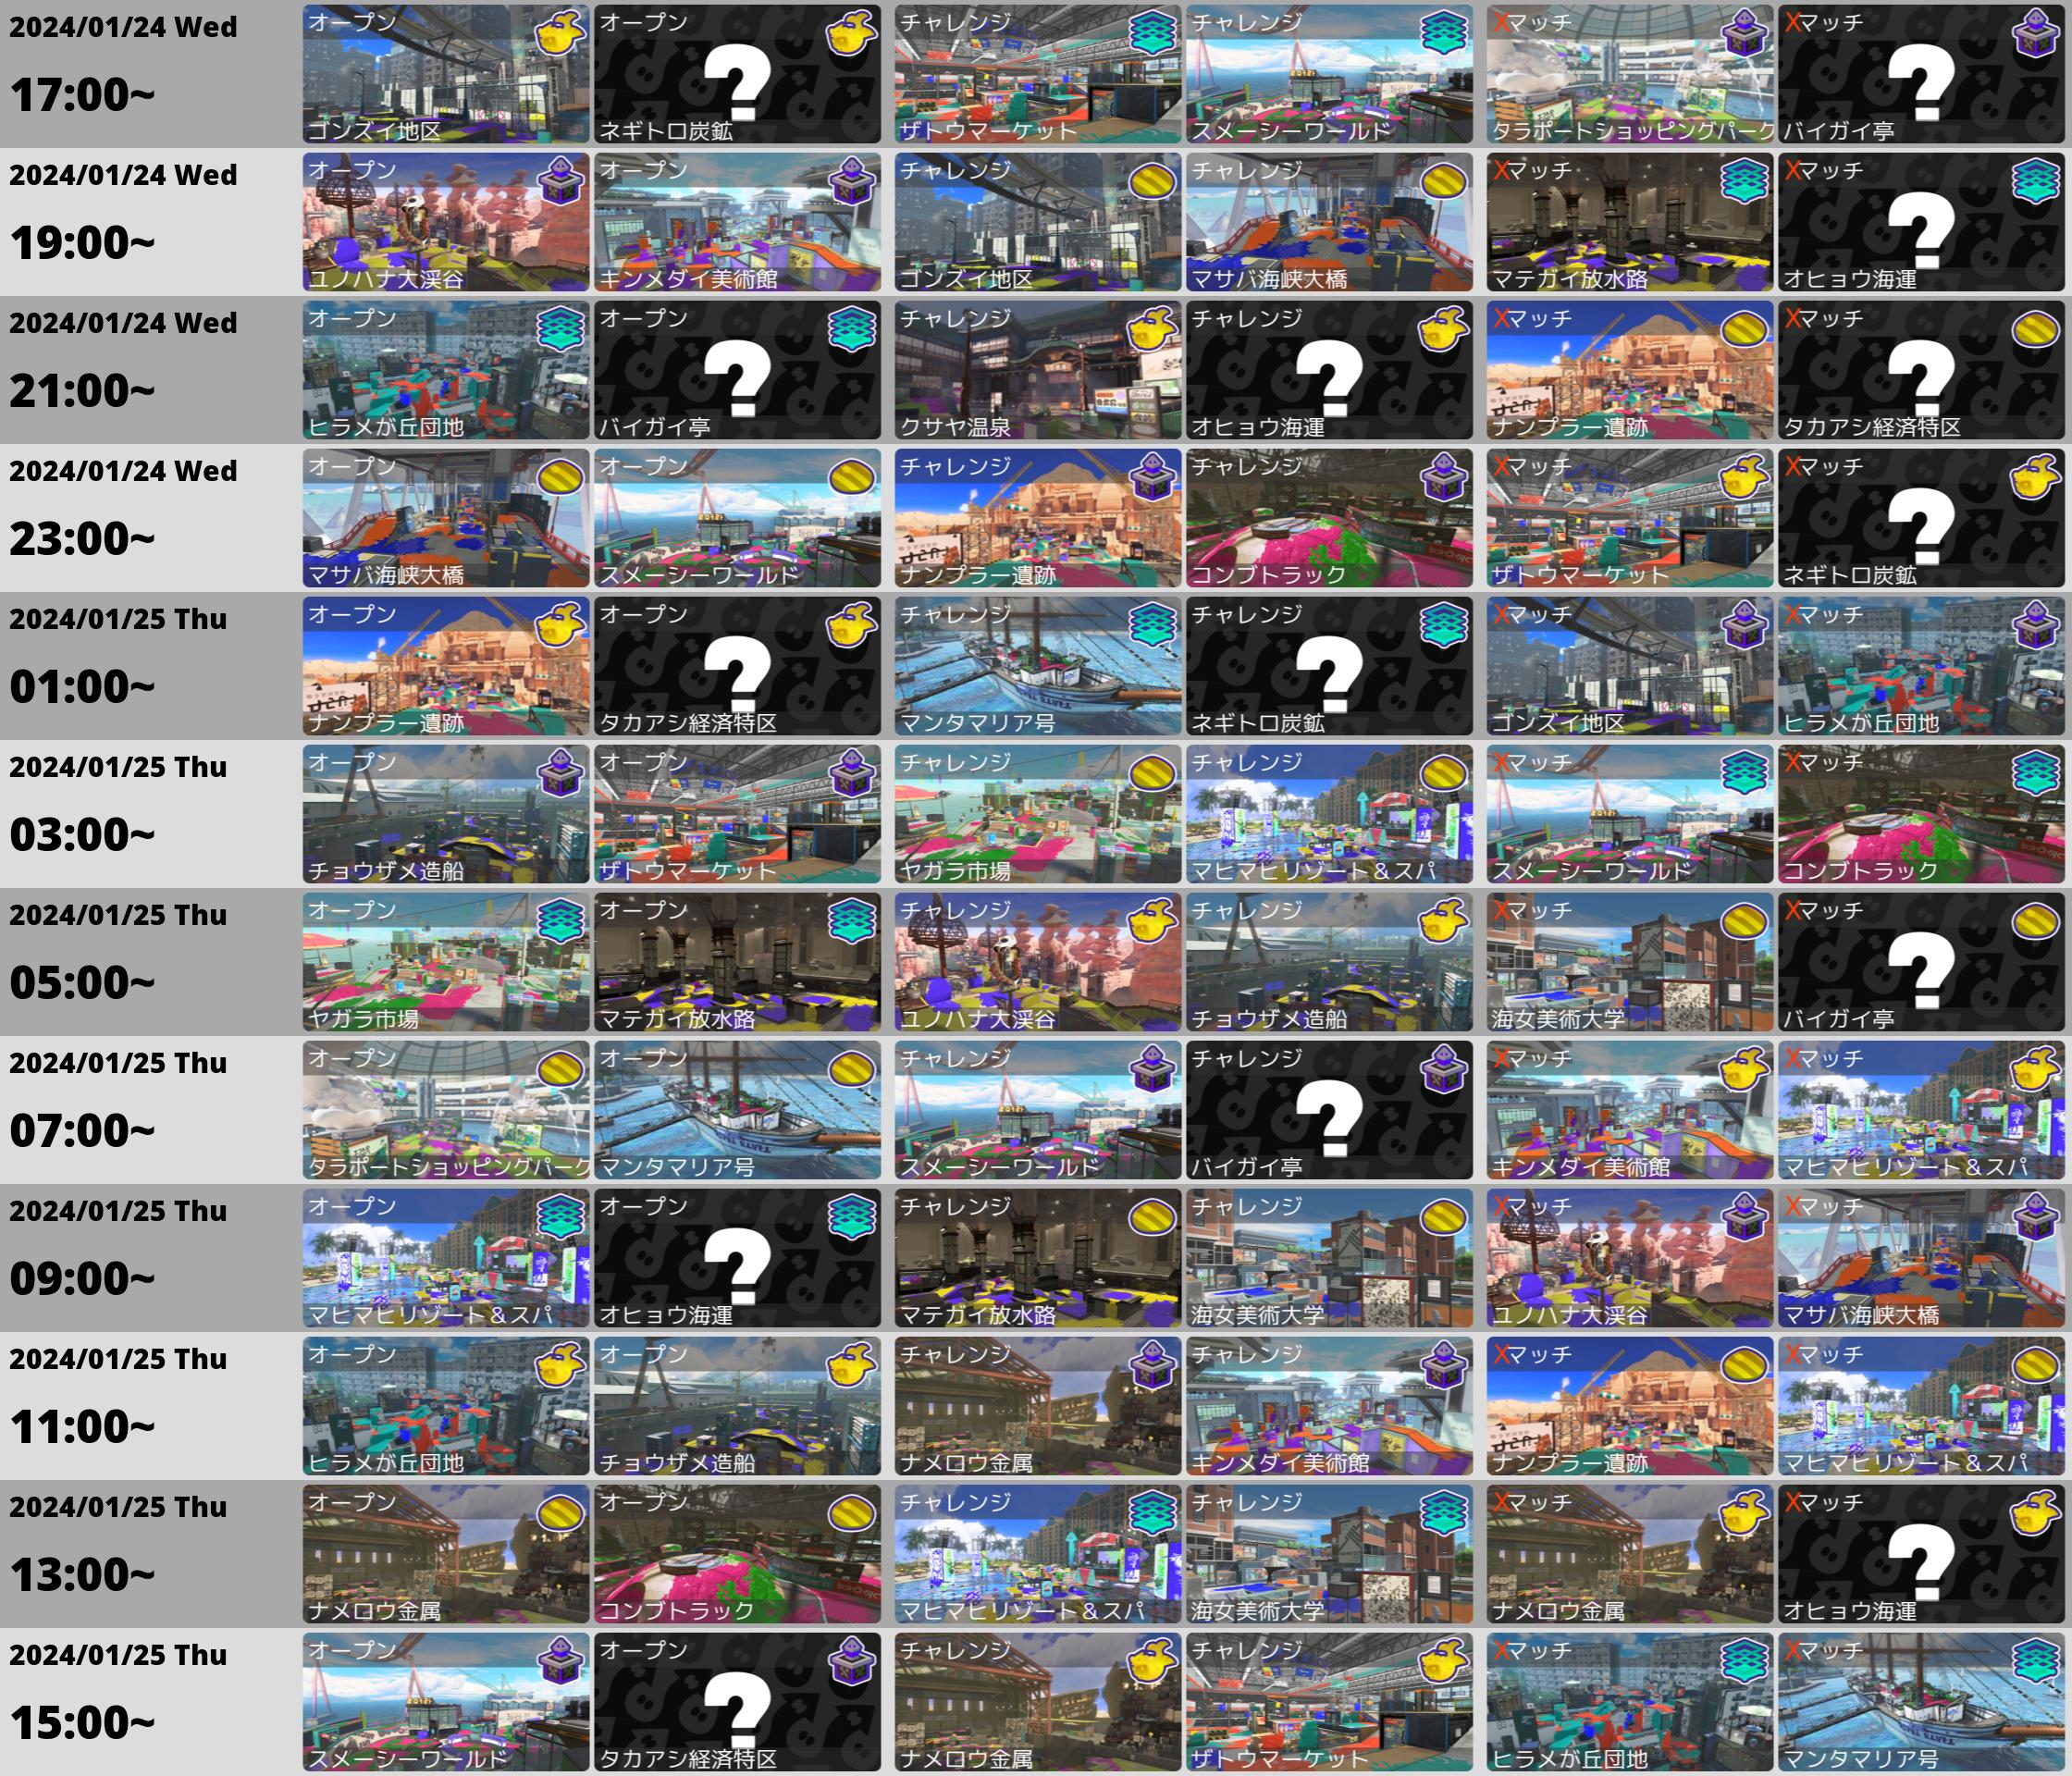 2024/01/24 Wed
17:00~
オープン オープン チャレンジ チャレンジ Xマッチ Xマッチ
ゴンズイ地区 ネギトロ炭鉱 ザトウマーケット スメーシーワールド タラポートショッピングパーク バイガイ亭
2024/01/24 Wed
19:00~
オープン オープン チャレンジ チャレンジ Xマッチ Xマッチ
ユノハナ大渓谷 キンメダイ美術館 ゴンズイ地区 マサバ海峡大橋 マテガイ放水路 オヒョウ海運
2024/01/24 Wed
21:00~
オープン オープン チャレンジ チャレンジ Xマッチ Xマッチ
ヒラメが丘団地 バイガイ亭 クサヤ温泉 オヒョウ海運 ナンプラー遺跡 タカアシ経済特区
2024/01/24 Wed
23:00~
オープン オープン チャレンジ チャレンジ Xマッチ Xマッチ
マサバ海峡大橋 スメーシーワールド ナンプラー遺跡 コンブトラック ザトウマーケット ネギトロ炭鉱
2024/01/25 Thu
01:00~
オープン オープン チャレンジ チャレンジ Xマッチ Xマッチ
ナンプラー遺跡 タカアシ経済特区 マンタマリア号 ネギトロ炭鉱 ゴンズイ地区 ヒラメが丘団地
2024/01/25 Thu
03:00~
オープン オープン チャレンジ チャレンジ Xマッチ Xマッチ
チョウザメ造船 ザトウマーケット ヤガラ市場 マヒマヒリゾート&スパ スメーシーワールド コンブトラック
2024/01/25 Thu
05:00~
オープン オープン チャレンジ チャレンジ Xマッチ Xマッチ
ヤガラ市場 マテガイ放水路 ユノハナ大渓谷 チョウザメ造船 海女美術大学 バイガイ亭
2024/01/25 Thu
07:00~
オープン オープン チャレンジ チャレンジ Xマッチ Xマッチ
タラポートショッピングパーク マンタマリア号 スメーシーワールド バイガイ亭 キンメダイ美術館 マヒマヒリゾート&スパ
2024/01/25 Thu
09:00~
オープン オープン チャレンジ チャレンジ Xマッチ Xマッチ
マヒマヒリゾート&スパ オヒョウ海運 マテガイ放水路 海女美術大学 ユノハナ大渓谷 マサバ海峡大橋
2024/01/25 Thu
11:00~
オープン オープン チャレンジ チャレンジ Xマッチ Xマッチ
ヒラメが丘団地 チョウザメ造船 ナメロウ金属 キンメダイ美術館 ナンプラー遺跡 マヒマヒリゾート&スパ
2024/01/25 Thu
13:00~
オープン オープン チャレンジ チャレンジ Xマッチ Xマッチ
ナメロウ金属 コンブトラック マヒマヒリゾート&スパ 海女美術大学 ナメロウ金属 オヒョウ海運
2024/01/25 Thu
15:00~
オープン オープン チャレンジ チャレンジ Xマッチ Xマッチ
スメーシーワールド タカアシ経済特区 ナメロウ金属 ザトウマーケット ヒラメが丘団地 マンタマリア号